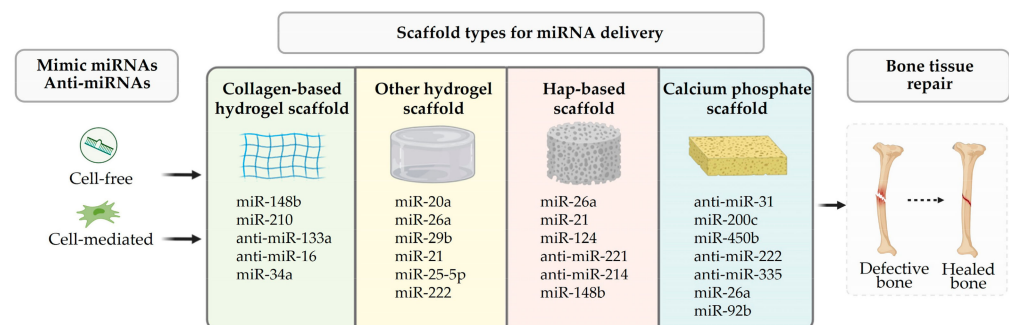 Scaffold types for miRNA delivery
Mimic miRNAs
Anti-miRNAs
Cell-free
Cell-mediated
Collagen-based
hydrogel scaffold
miR-148b
miR-210
anti-miR-133a
anti-miR-16
miR-34a
Other hydrogel
scaffold
miR-20a
miR-26a
miR-29b
miR-21
miR-25-5p
miR-222
Hap-based
scaffold
miR-26a
miR-21
miR-124
anti-miR-221
anti-miR-214
miR-148b
Calcium phosphate
scaffold
anti-miR-31
miR-200c
miR-450b
anti-miR-222
anti-miR-335
miR-26a
miR-92b
Bone tissue
repair
Defective
bone
Healed
bone